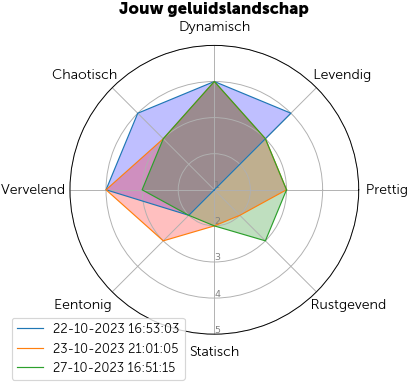 Jouw geluidslandschap
Dynamisch
Chaotisch
Levendig
Vervelend
Prettig
2
3
4
5
Eentonig
Rustgevend
Statisch
22-10-2023 16:53:03
23-10-2023 21:01:05
27-10-2023 16:51:15